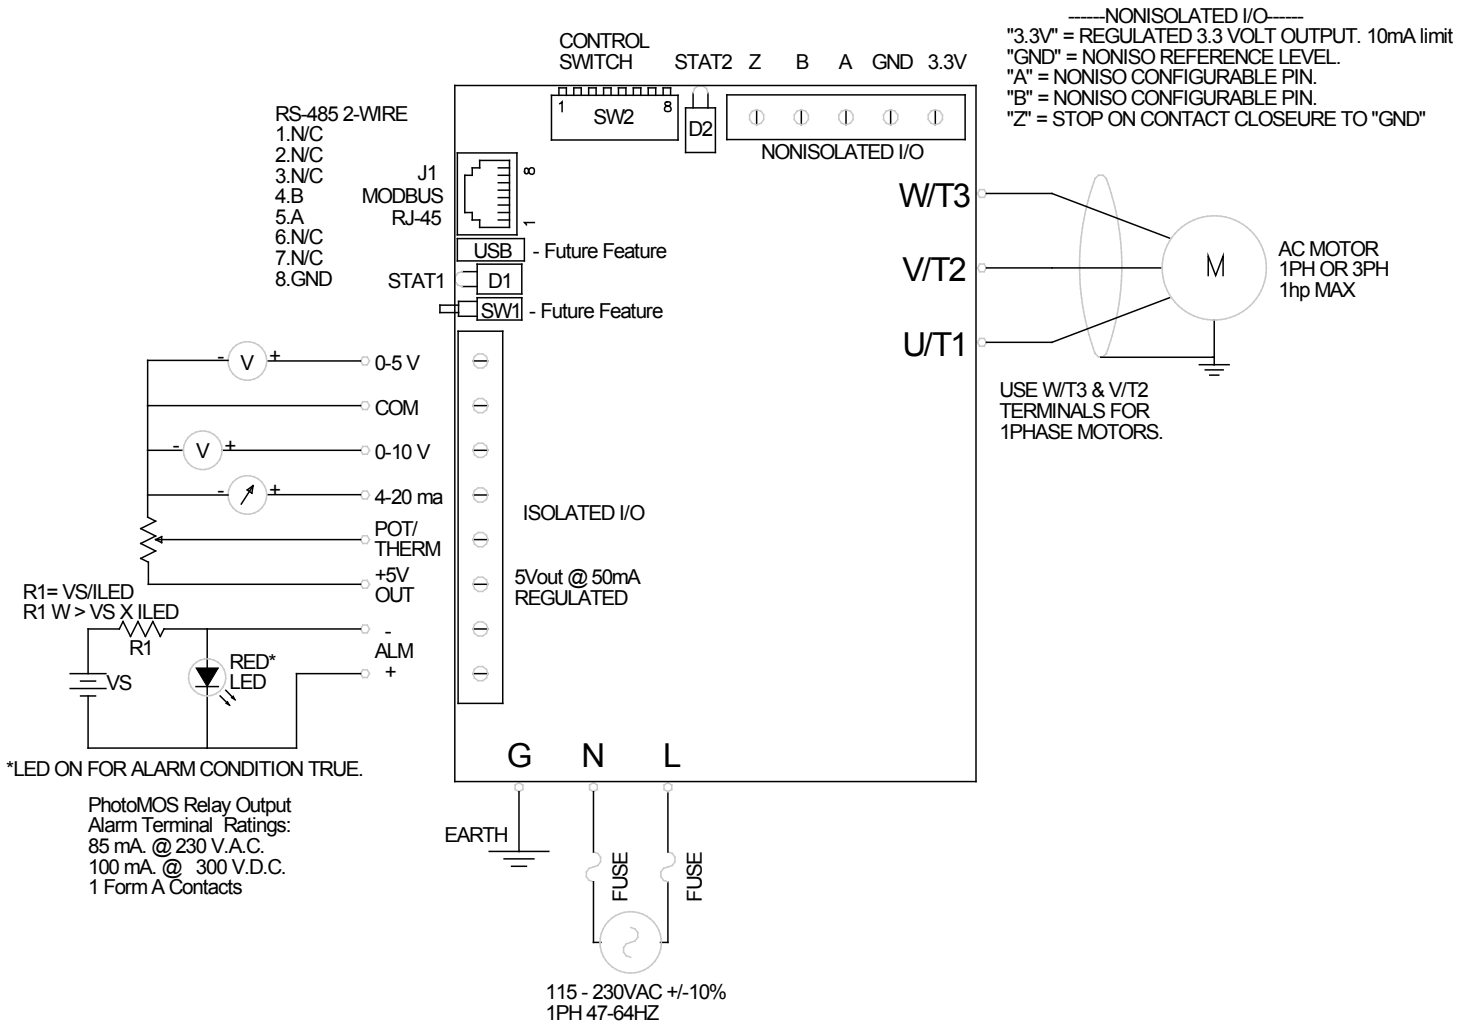 ------NONISOLATED I/O------
"3.3V" = REGULATED 3.3 VOLT OUTPUT. 10mA limit
"GND" = NONISO REFERENCE LEVEL.
"A" = NONISO CONFIGURABLE PIN.
"B" = NONISO CONFIGURABLE PIN.
"Z" = STOP ON CONTACT CLOSEURE TO "GND"
CONTROL
SWITCH
STAT2 Z B A GND 3.3V
1 8
SW2
D2
NONISOLATED I/O
RS-485 2-WIRE
1.N/C
2.N/C
3.N/C
4.B
5.A
6.N/C
7.N/C
8.GND
J1
MODBUS
RJ-45
8
1
USB - Future Feature
STAT1 D1
SW1 - Future Feature
W/T3
V/T2
U/T1
M
AC MOTOR
1PH OR 3PH
1hp MAX
USE W/T3 & V/T2
TERMINALS FOR
1PHASE MOTORS.
- V + 0-5 V
COM
- V + 0-10 V
- + 4-20 ma
POT/
THERM
+5V
OUT
-
ALM
+
ISOLATED I/O
5Vout @ 50mA
REGULATED
R1= VS/ILED
R1 W > VS X ILED
R1
VS
RED*
LED
*LED ON FOR ALARM CONDITION TRUE.
PhotoMOS Relay Output
Alarm Terminal Ratings:
85 mA. @ 230 V.A.C.
100 mA. @ 300 V.D.C.
1 Form A Contacts
G N L
EARTH
FUSE
FUSE
115 - 230VAC +/-10%
1PH 47-64HZ